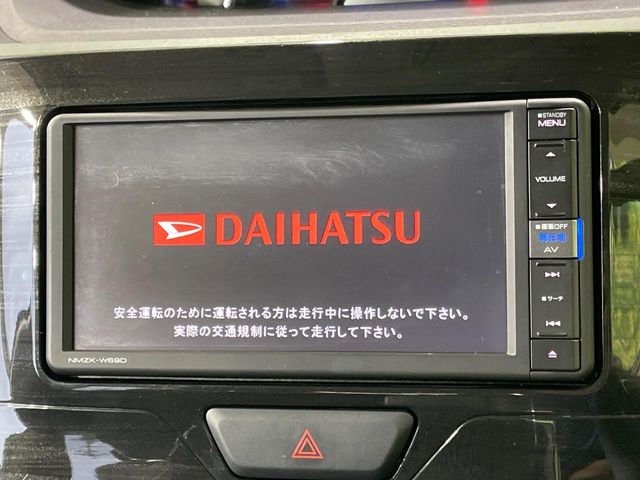 STANDBY
MENU
VOLUME
画面OFF
現在地
AV
サーチ
DAIHATSU
安全運転のために運転される方は走行中に操作しないで下さい。
実際の交通規制に従って走行して下さい。
NMZK-W69D